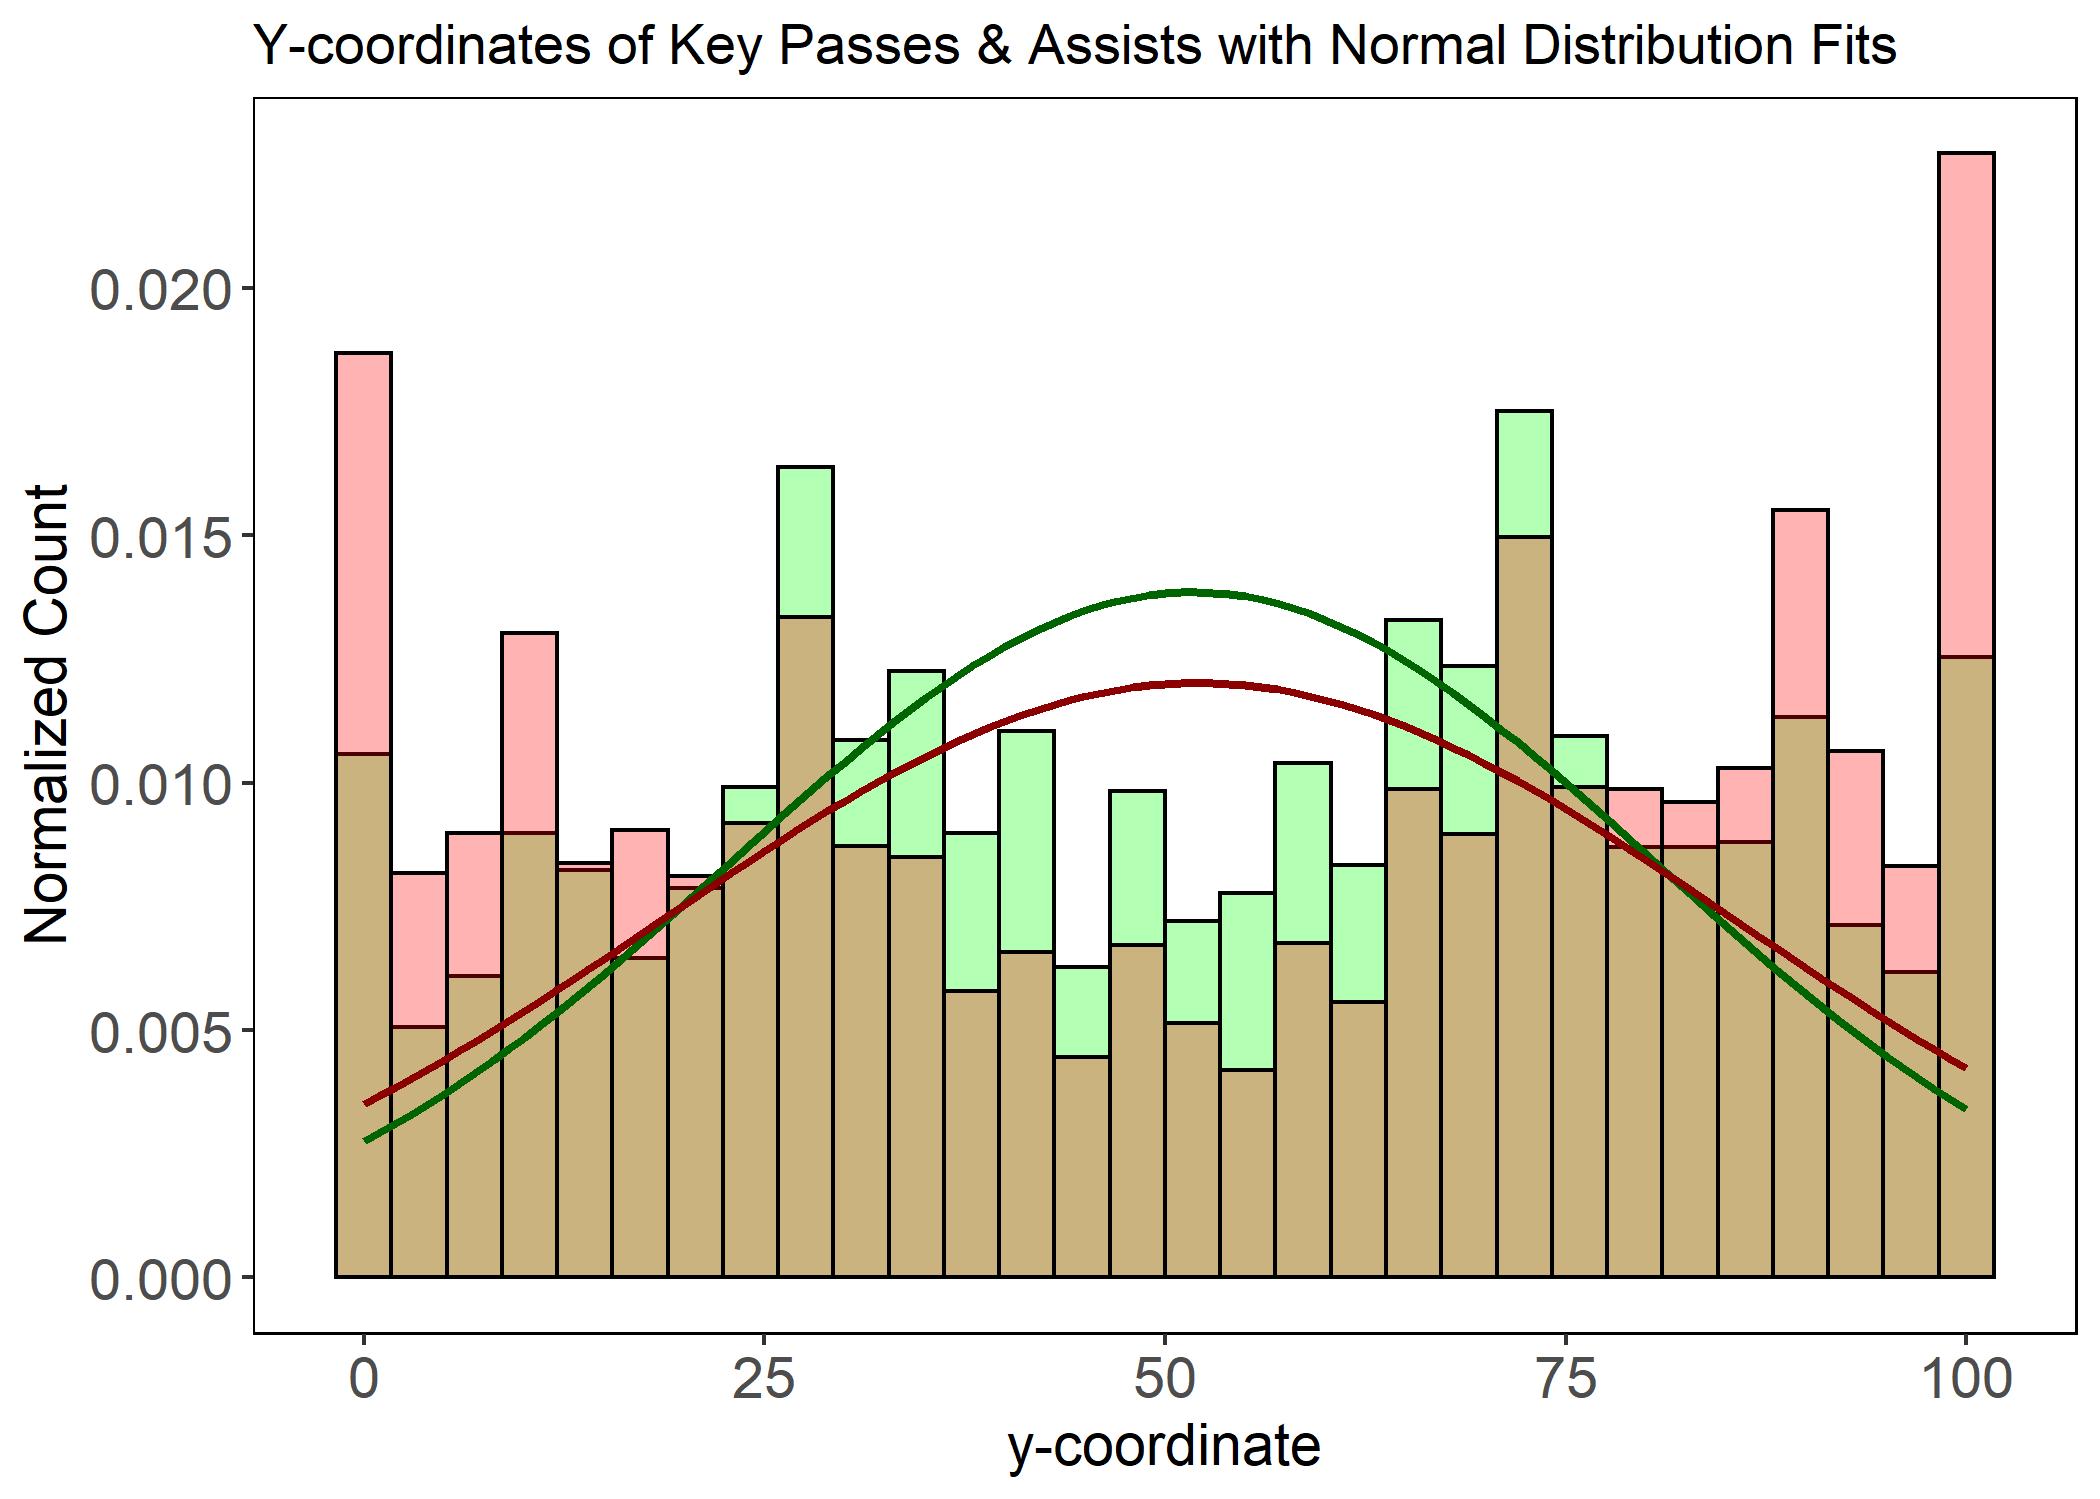 Y-coordinates of Key Passes & Assists with Normal Distribution Fits
Normalized Count
0.020
0.015
0.010
0.005
0.000
0 25 50 75 100
y-coordinate